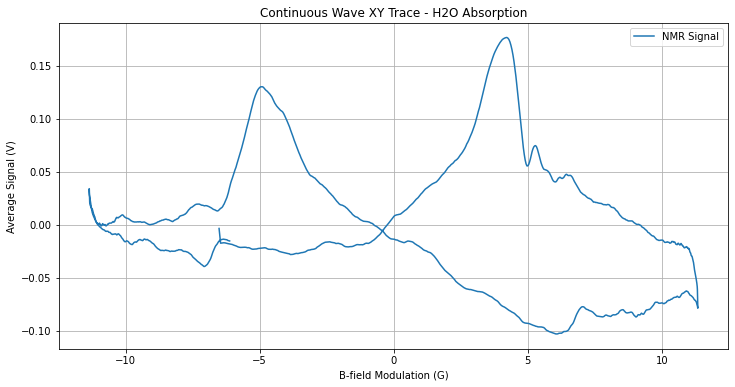 Continuous Wave XY Trace - H2O Absorption
NMR Signal
Average Signal (V)
0.15
0.10
0.05
0.00
−0.05
−0.10
−10
−5
0
5
10
B-field Modulation (G)